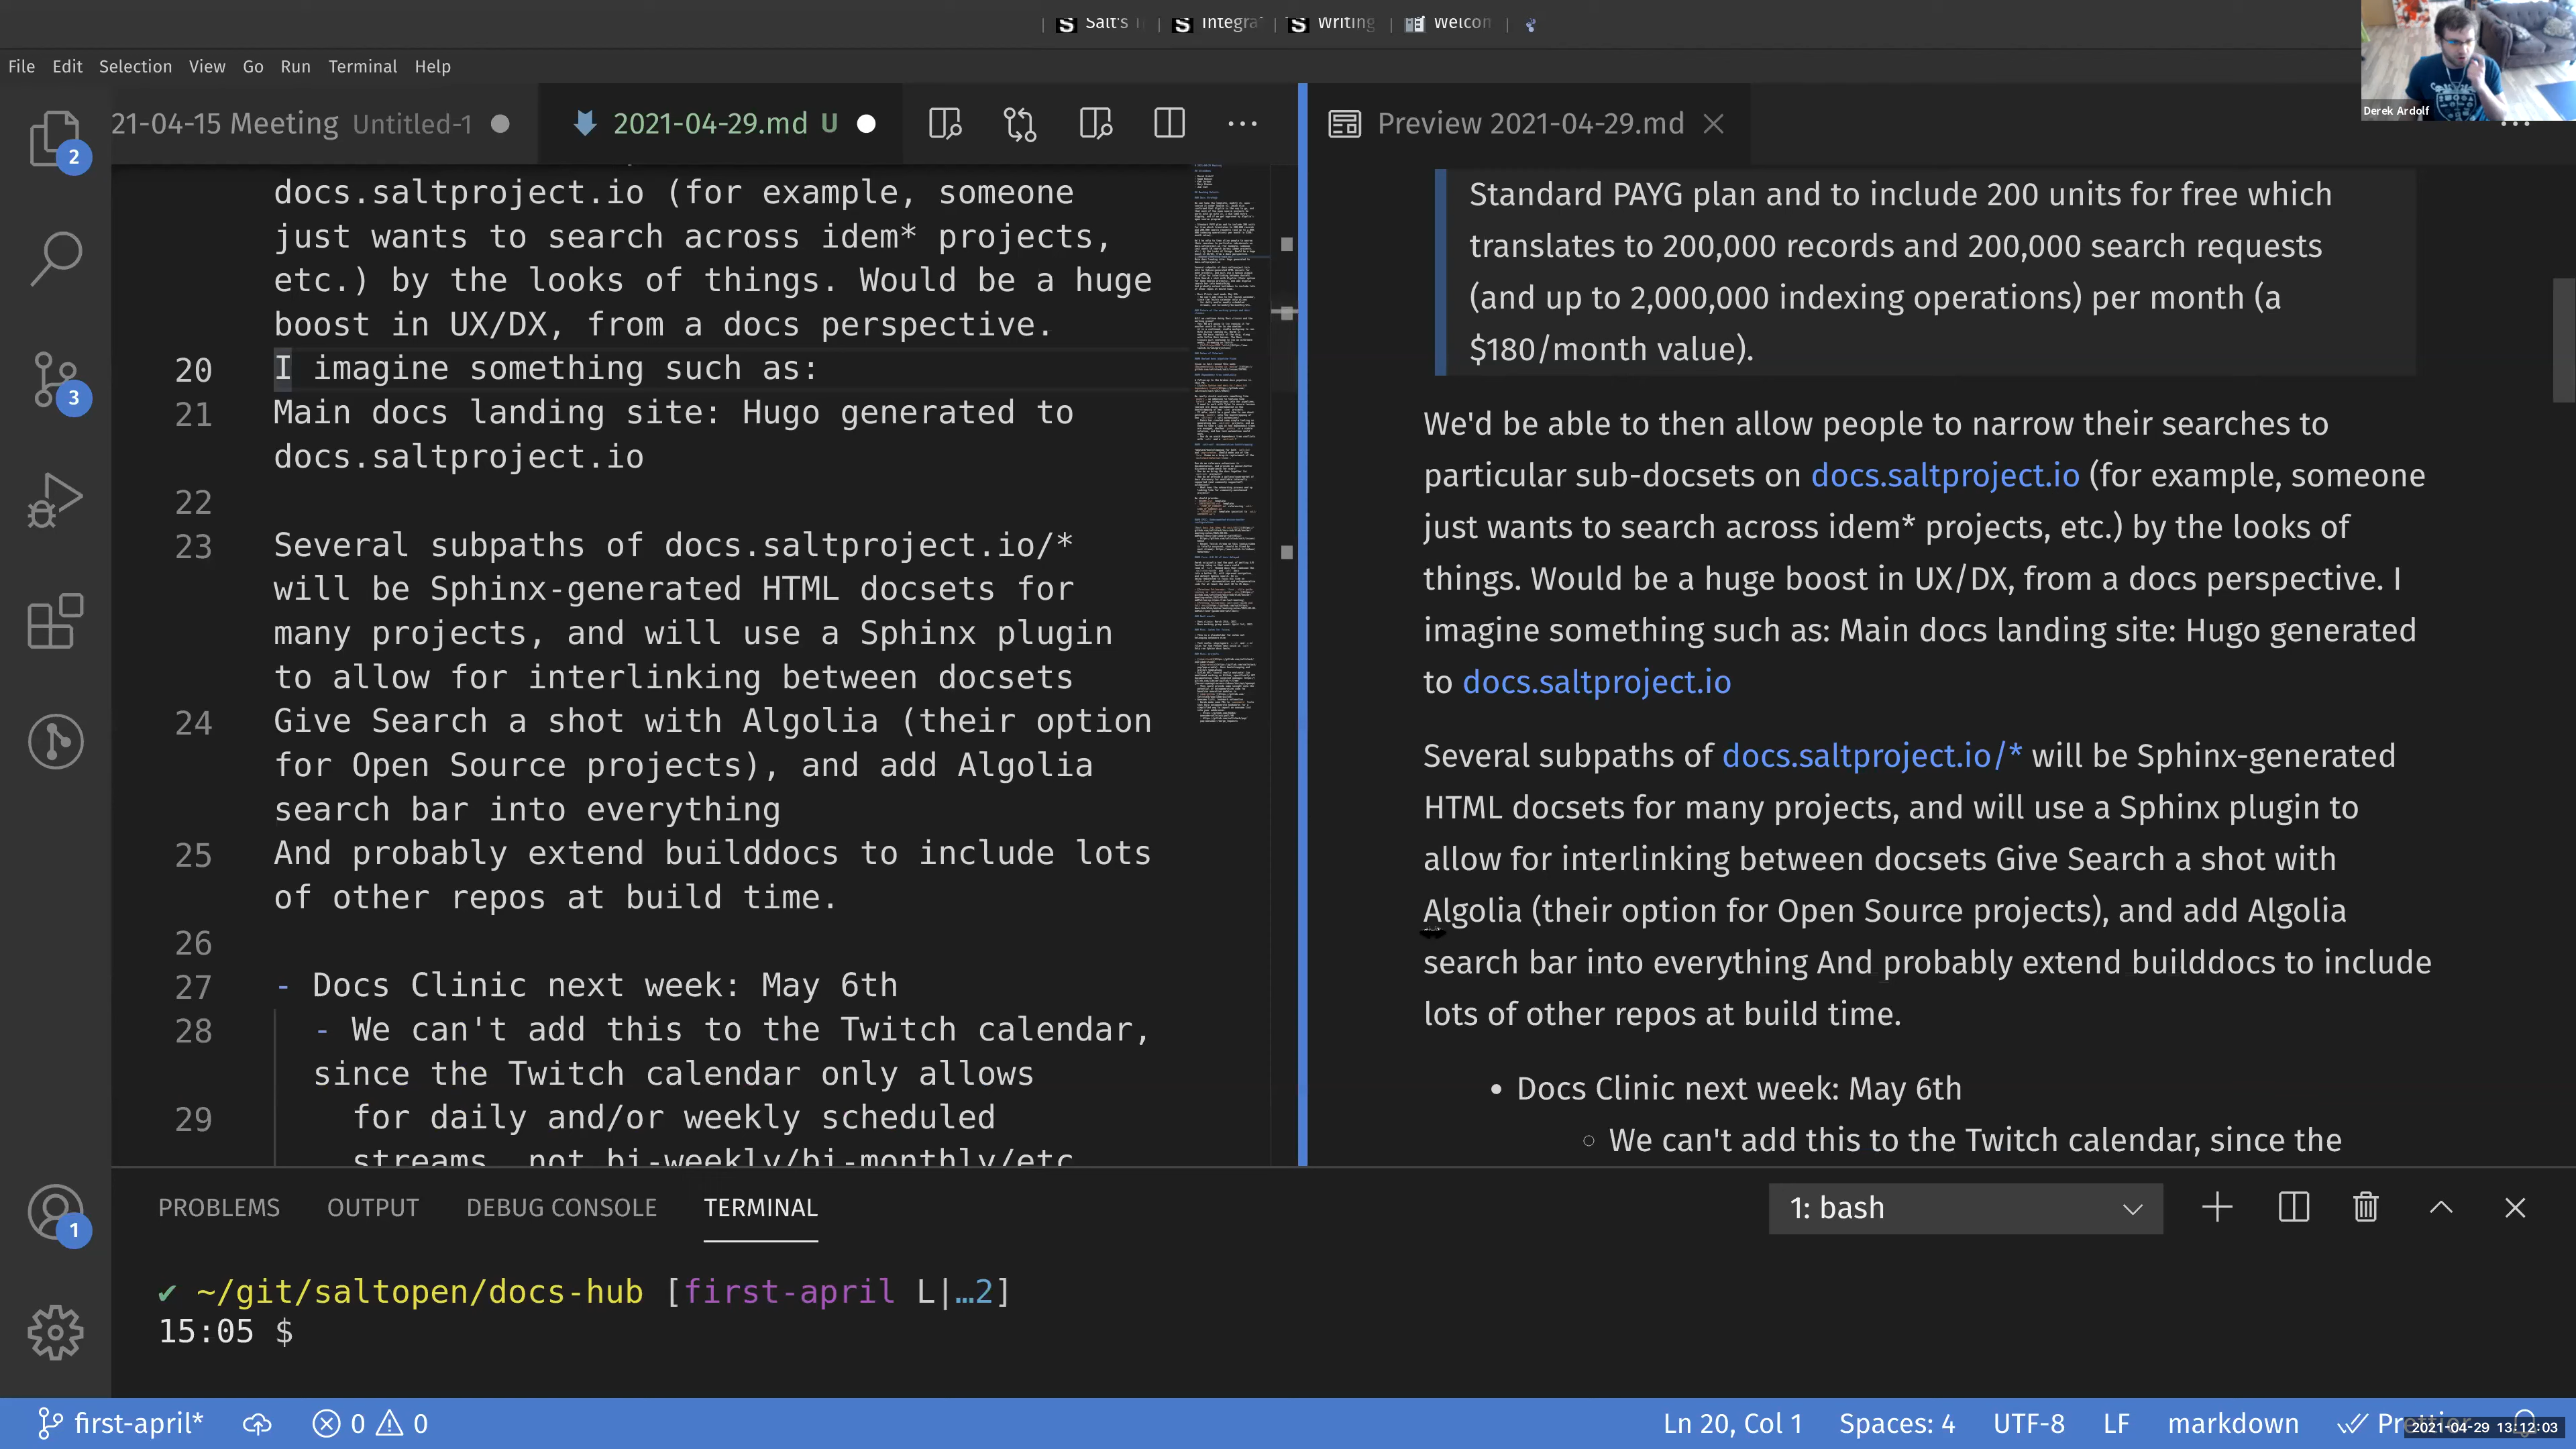 Salt's
Integra
Writing
Welcom
File Edit Selection View Go Run Terminal Help
Derek Ardolf
21-04-15 Meeting Untitled-1
2021-04-29.md U
Preview 2021-04-29.md
docs.saltproject.io (for example, someone
just wants to search across idem* projects,
etc.) by the looks of things. Would be a huge
boost in UX/DX, from a docs perspective.
20 I imagine something such as:
21 Main docs landing site: Hugo generated to
docs.saltproject.io
22
23 Several subpaths of docs.saltproject.io/*
will be Sphinx-generated HTML docsets for
many projects, and will use a Sphinx plugin
to allow for interlinking between docsets
24 Give Search a shot with Algolia (their option
for Open Source projects), and add Algolia
search bar into everything
25 And probably extend builddocs to include lots
of other repos at build time.
26
27 - Docs Clinic next week: May 6th
28 - We can't add this to the Twitch calendar,
since the Twitch calendar only allows
29 for daily and/or weekly scheduled
streams, not bi-weekly/bi-monthly/etc
Standard PAYG plan and to include 200 units for free which
translates to 200,000 records and 200,000 search requests
(and up to 2,000,000 indexing operations) per month (a
$180/month value).
We'd be able to then allow people to narrow their searches to
particular sub-docsets on docs.saltproject.io (for example, someone
just wants to search across idem* projects, etc.) by the looks of
things. Would be a huge boost in UX/DX, from a docs perspective. I
imagine something such as: Main docs landing site: Hugo generated
to docs.saltproject.io
Several subpaths of docs.saltproject.io/* will be Sphinx-generated
HTML docsets for many projects, and will use a Sphinx plugin to
allow for interlinking between docsets Give Search a shot with
Algolia (their option for Open Source projects), and add Algolia
search bar into everything And probably extend builddocs to include
lots of other repos at build time.
• Docs Clinic next week: May 6th
○ We can't add this to the Twitch calendar, since the
2
3
1
PROBLEMS OUTPUT DEBUG CONSOLE TERMINAL
1: bash
✔ ~/git/saltopen/docs-hub [first-april L|…2]
15:05 $
first-april* 0 0
Ln 20, Col 1 Spaces: 4 UTF-8 LF markdown
2021-04-29 13:12:03